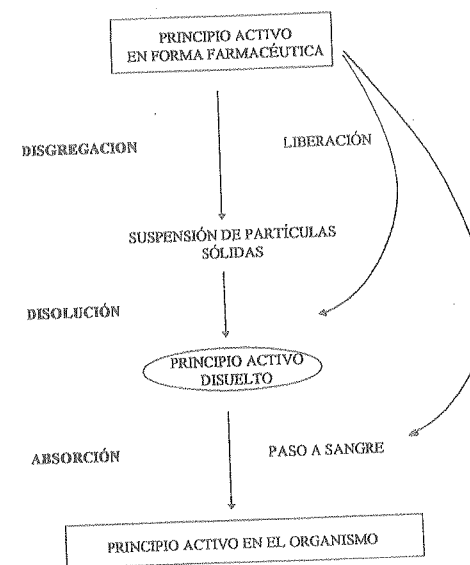 PRINCIPIO ACTIVO
EN FORMA FARMACÉUTICA
DISGREGACION
LIBERACIÓN
SUSPENSIÓN DE PARTÍCULAS
SÓLIDAS
DISOLUCIÓN
PRINCIPIO ACTIVO
DISUELTO
ABSORCIÓN
PASO A SANGRE
PRINCIPIO ACTIVO EN EL ORGANISMO